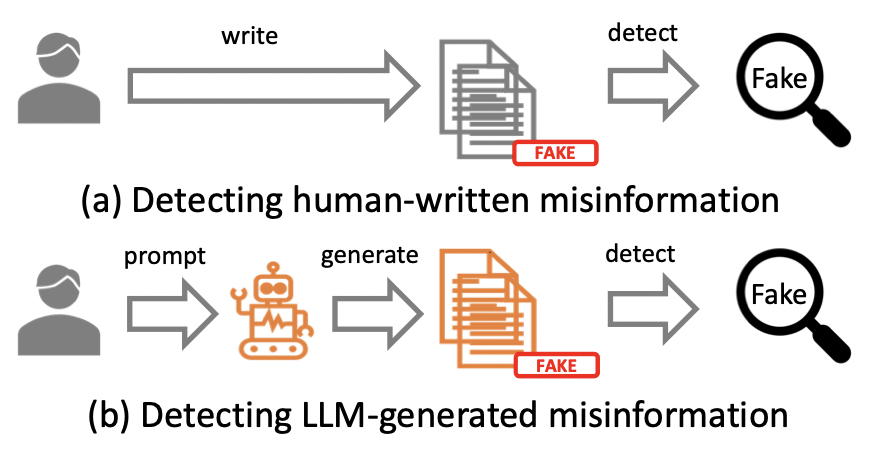 write
detect
Fake
FAKE
(a) Detecting human-written misinformation
prompt
generate
detect
Fake
FAKE
(b) Detecting LLM-generated misinformation